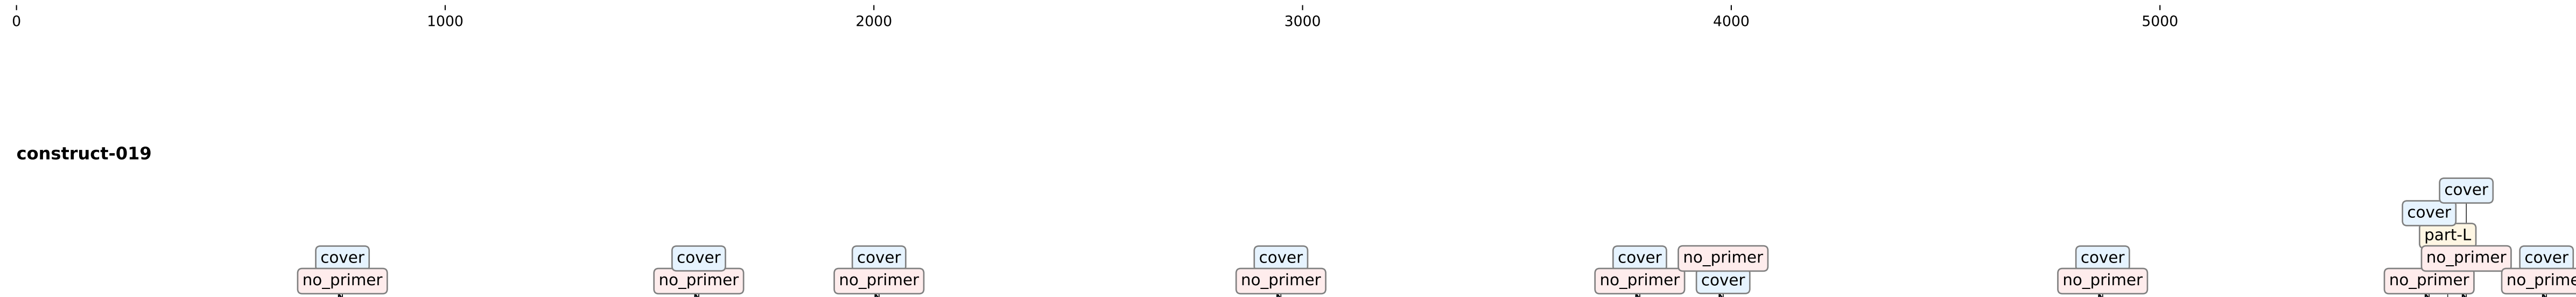 0 1000 2000 3000 4000 5000
construct-019
cover
cover
part-L
cover cover cover cover cover no_primer cover no_primer cover
no_primer no_primer no_primer no_primer no_primer cover no_primer no_primer no_prime